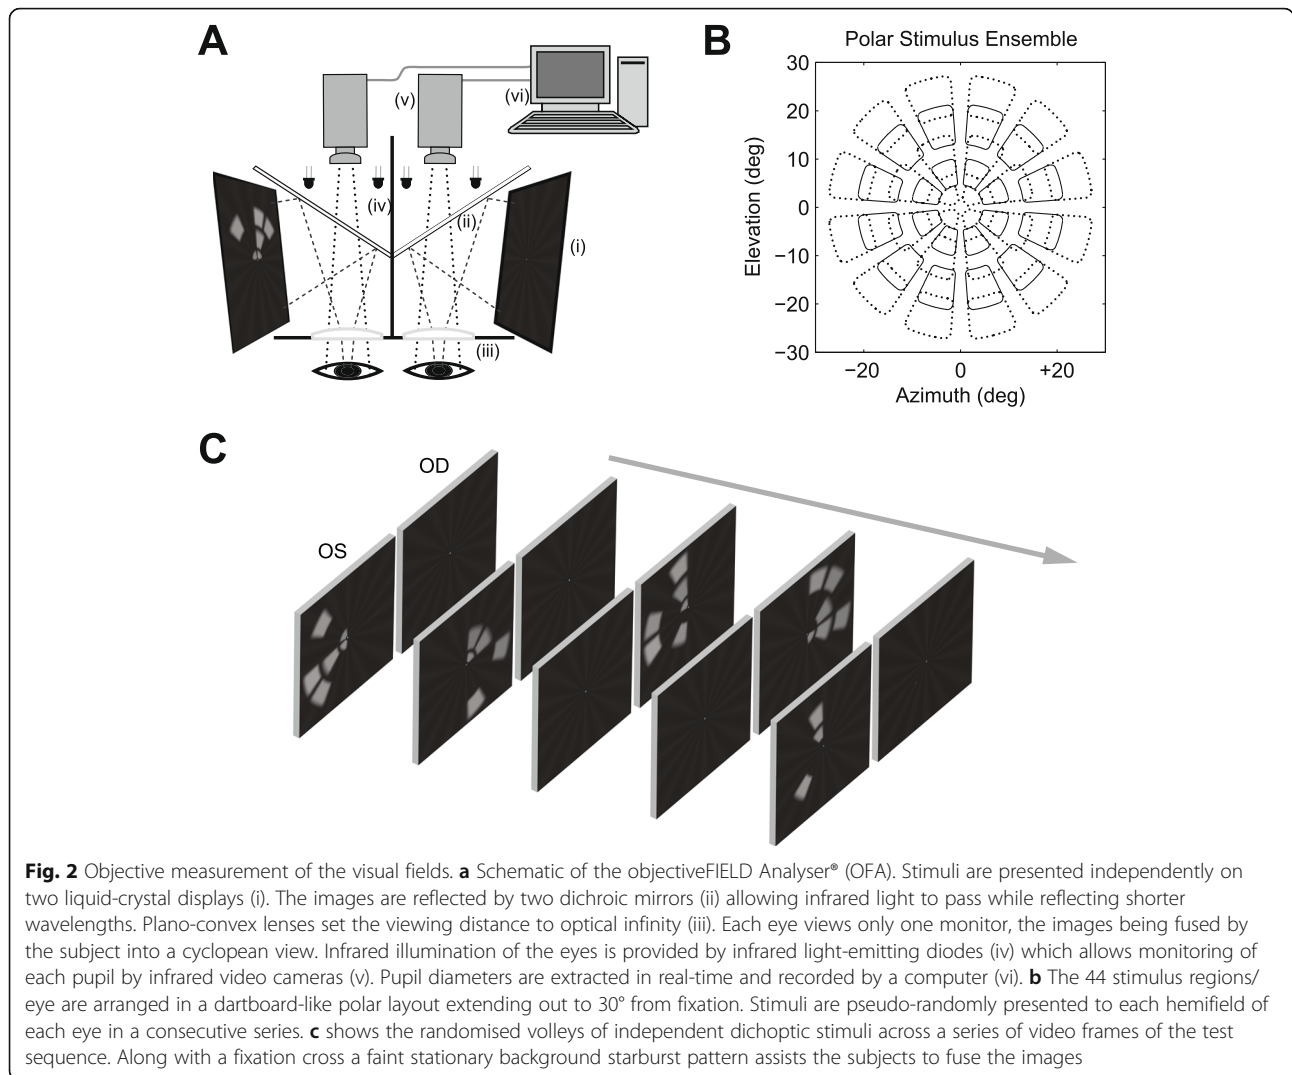 A
(v)
(vi)
(iv)
(ii)
(i)
(iii)
B
Polar Stimulus Ensemble
30
20
10
0
−10
−20
−30
Elevation (deg)
−20 0 +20
Azimuth (deg)
C
OD
OS
Fig. 2 Objective measurement of the visual fields. a Schematic of the objectiveFIELD Analyser® (OFA). Stimuli are presented independently on
two liquid-crystal displays (i). The images are reflected by two dichroic mirrors (ii) allowing infrared light to pass while reflecting shorter
wavelengths. Plano-convex lenses set the viewing distance to optical infinity (iii). Each eye views only one monitor, the images being fused by
the subject into a cyclopean view. Infrared illumination of the eyes is provided by infrared light-emitting diodes (iv) which allows monitoring of
each pupil by infrared video cameras (v). Pupil diameters are extracted in real-time and recorded by a computer (vi). b The 44 stimulus regions/
eye are arranged in a dartboard-like polar layout extending out to 30° from fixation. Stimuli are pseudo-randomly presented to each hemifield of
each eye in a consecutive series. c shows the randomised volleys of independent dichoptic stimuli across a series of video frames of the test
sequence. Along with a fixation cross a faint stationary background starburst pattern assists the subjects to fuse the images